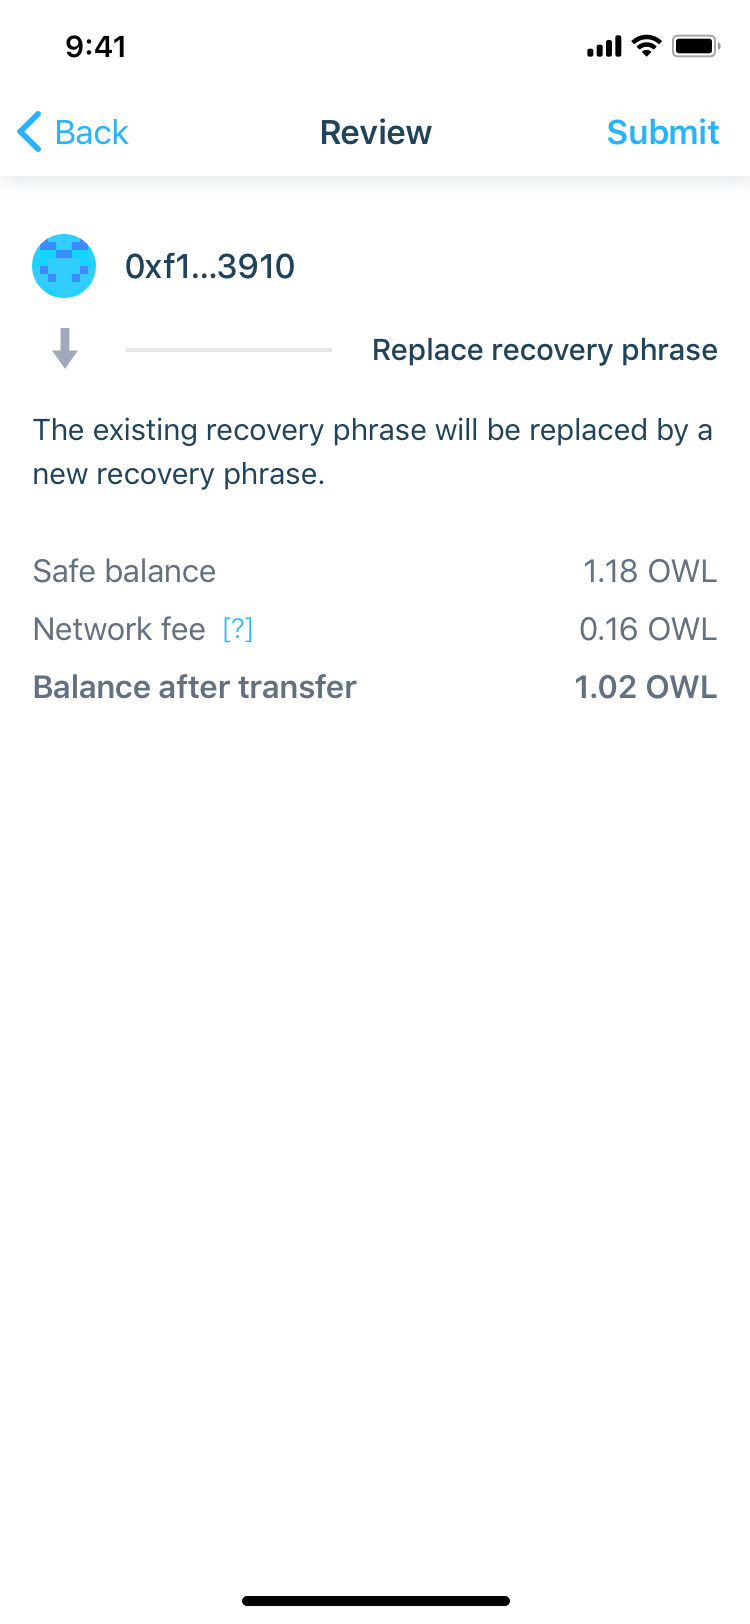 9:41
Back Review Submit
0xf1...3910
Replace recovery phrase
The existing recovery phrase will be replaced by a
new recovery phrase.
Safe balance 1.18 OWL
Network fee [?] 0.16 OWL
Balance after transfer 1.02 OWL